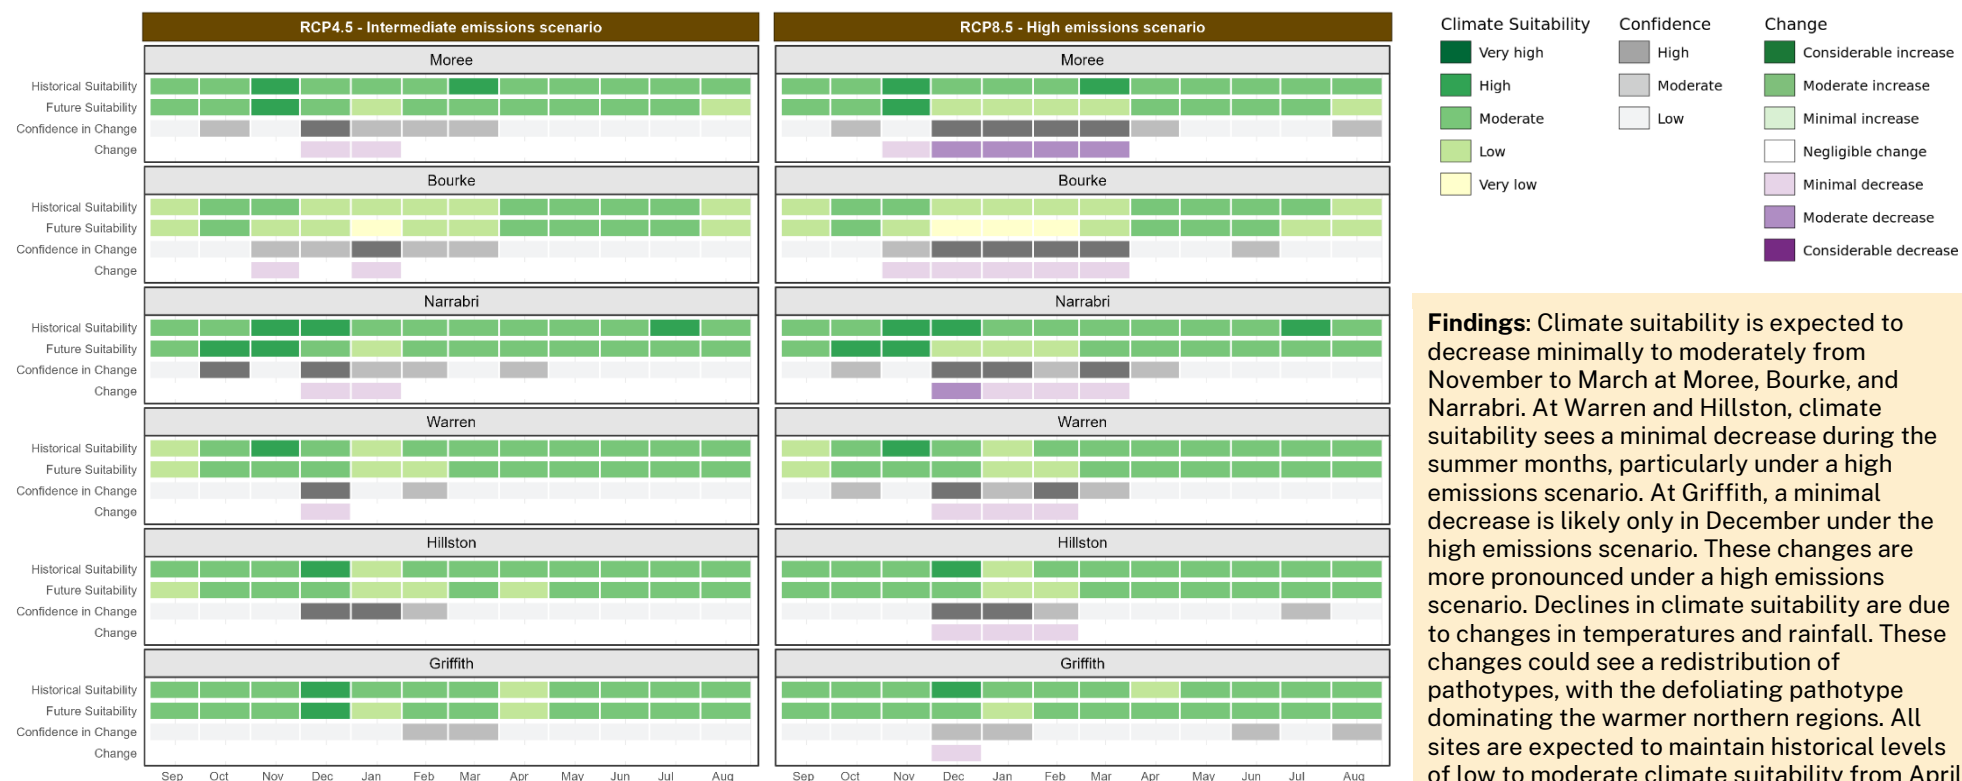 RCP4.5 - Intermediate emissions scenario
RCP8.5 - High emissions scenario
Moree
Historical Suitability
Future Suitability
Confidence in Change
Change
Moree
Bourke
Historical Suitability
Future Suitability
Confidence in Change
Change
Bourke
Narrabri
Historical Suitability
Future Suitability
Confidence in Change
Change
Narrabri
Warren
Historical Suitability
Future Suitability
Confidence in Change
Change
Warren
Hillston
Historical Suitability
Future Suitability
Confidence in Change
Change
Hillston
Griffith
Historical Suitability
Future Suitability
Confidence in Change
Change
Griffith
Sep Oct Nov Dec Jan Feb Mar Apr May Jun Jul Aug
Sep Oct Nov Dec Jan Feb Mar Apr May Jun Jul Aug
Climate Suitability
Very high
High
Moderate
Low
Very low
Confidence
High
Moderate
Low
Change
Considerable increase
Moderate increase
Minimal increase
Negligible change
Minimal decrease
Moderate decrease
Considerable decrease
Findings: Climate suitability is expected to
decrease minimally to moderately from
November to March at Moree, Bourke, and
Narrabri. At Warren and Hillston, climate
suitability sees a minimal decrease during the
summer months, particularly under a high
emissions scenario. At Griffith, a minimal
decrease is likely only in December under the
high emissions scenario. These changes are
more pronounced under a high emissions
scenario. Declines in climate suitability are due
to changes in temperatures and rainfall. These
changes could see a redistribution of
pathotypes, with the defoliating pathotype
dominating the warmer northern regions. All
sites are expected to maintain historical levels
of low to moderate climate suitability from April